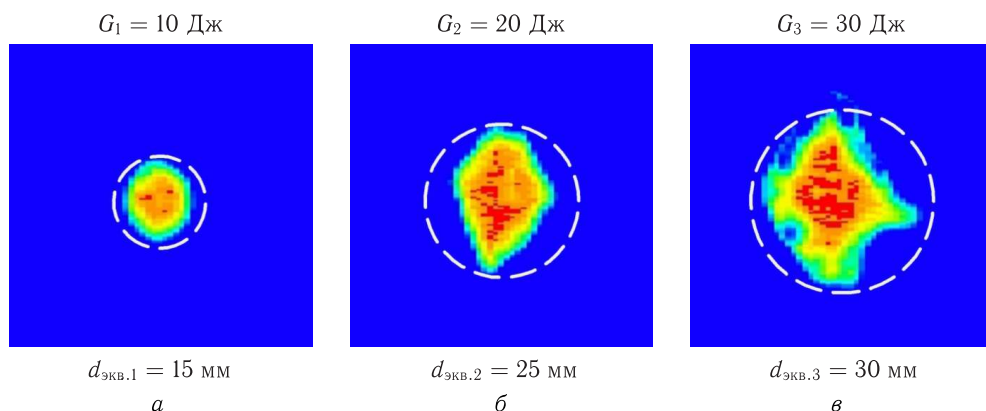 G₁ = 10 Дж G₂ = 20 Дж G₃ = 30 Дж
dэкв.1 = 15 мм dэкв.2 = 25 мм dэкв.3 = 30 мм
а б в